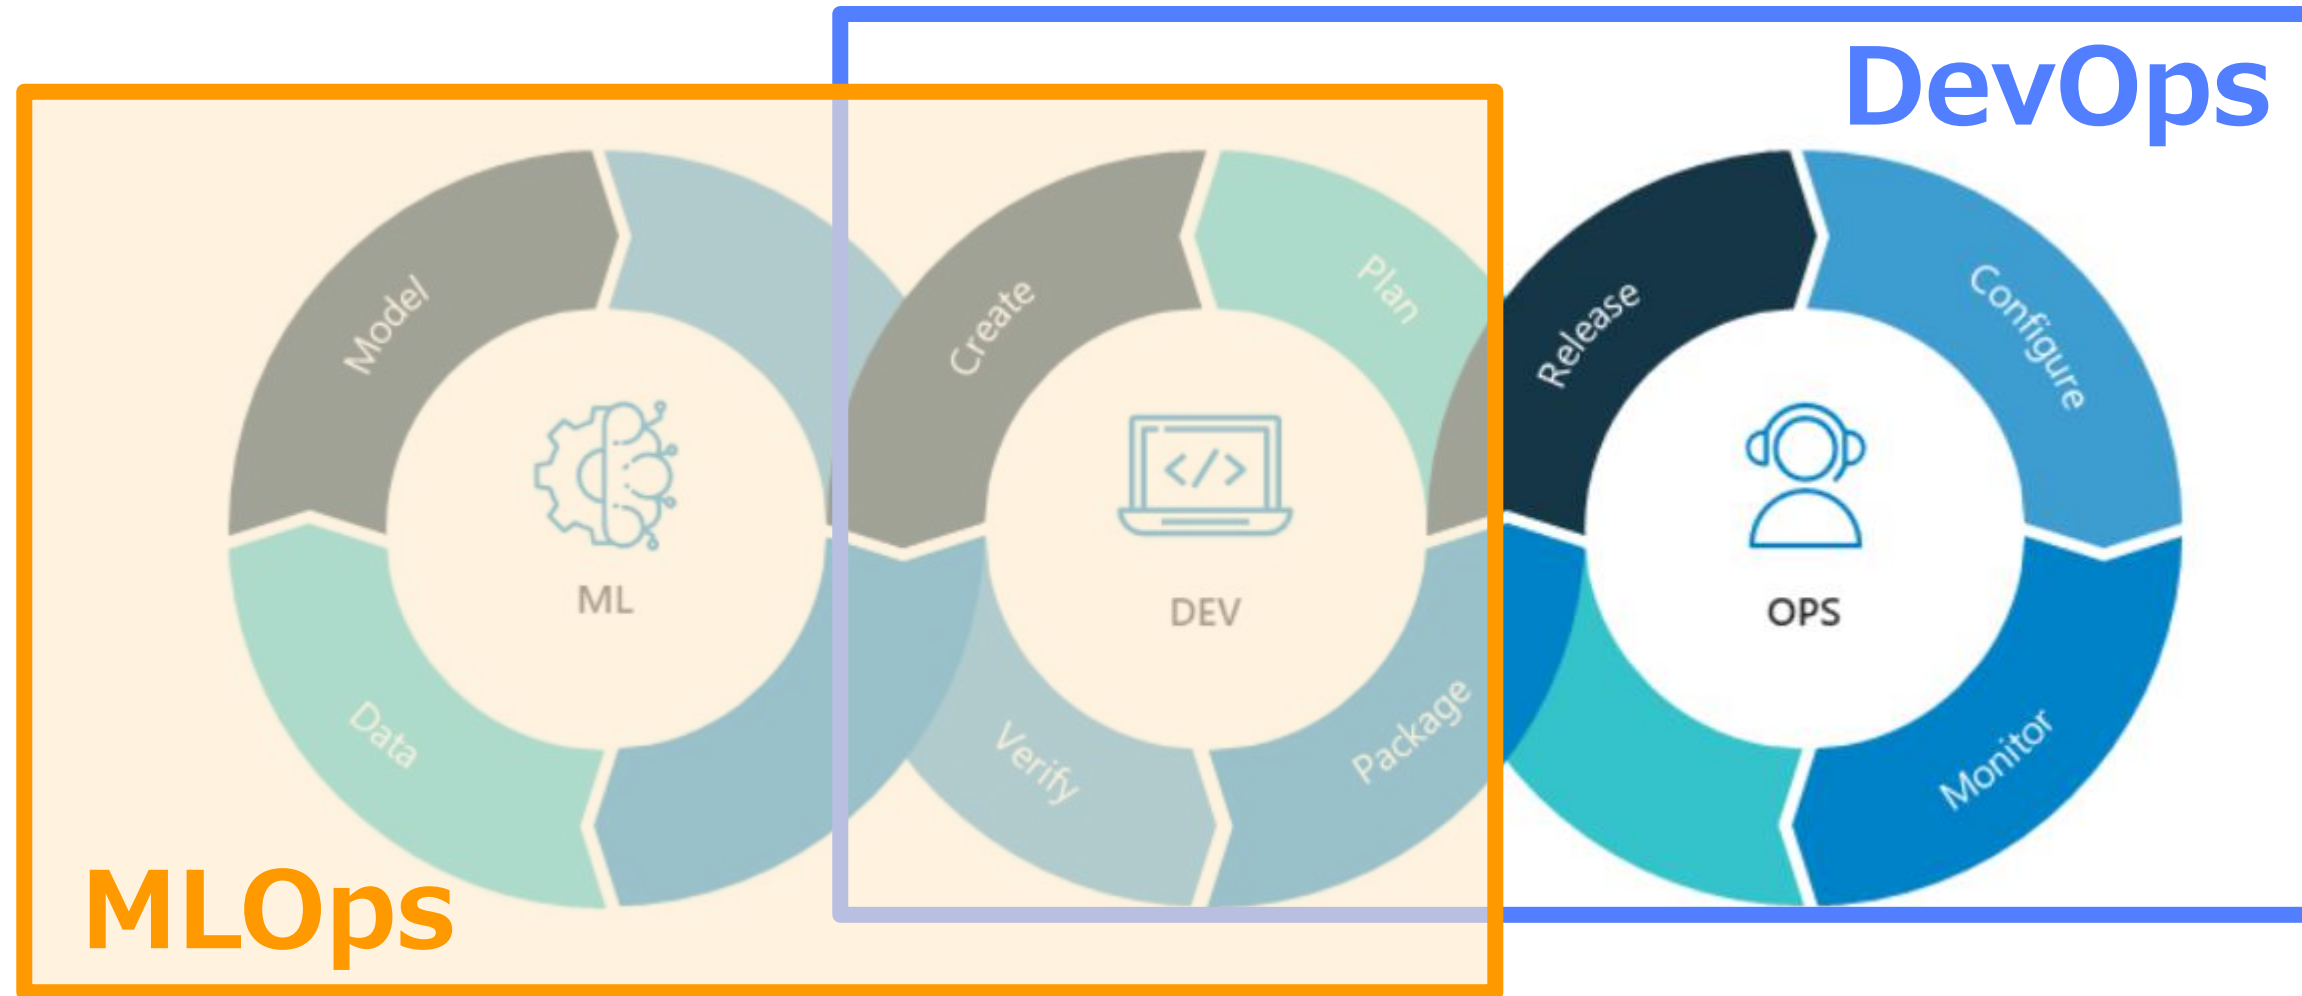 DevOps
Model
Create
Plan
Release
Configure
</>
ML
DEV
OPS
Data
Verify
Package
Monitor
MLOps